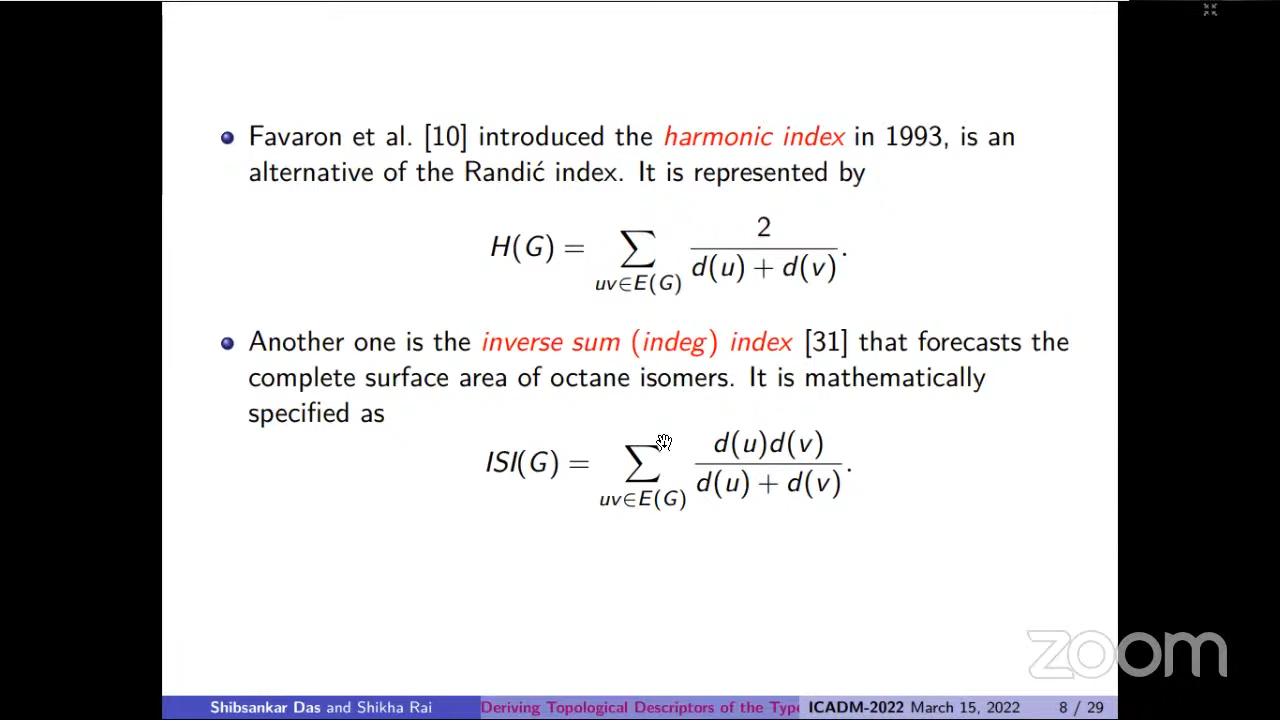 Favaron et al. [10] introduced the harmonic index in 1993, is an
alternative of the Randić index. It is represented by
H(G) = ∑_{uv∈E(G)} 2 / (d(u) + d(v)).
Another one is the inverse sum (indeg) index [31] that forecasts the
complete surface area of octane isomers. It is mathematically
specified as
ISI(G) = ∑_{uv∈E(G)} d(u)d(v) / (d(u) + d(v)).
zoom
Shibsankar Das and Shikha Rai Deriving Topological Descriptors of the Type ICADM-2022 March 15, 2022 8 / 29